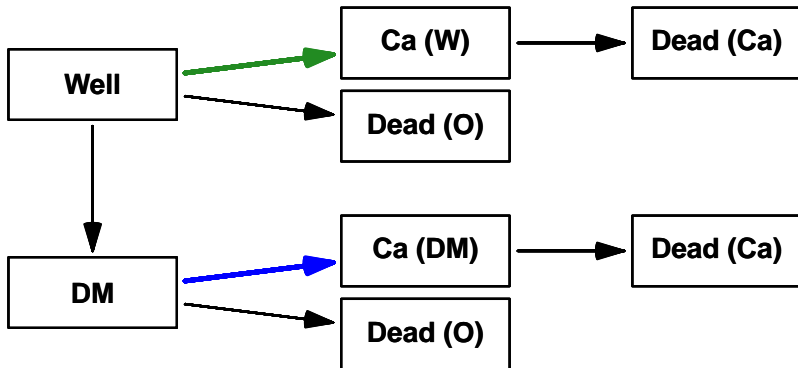 Ca (W)
Dead (Ca)
Well
Dead (O)
Ca (DM)
Dead (Ca)
DM
Dead (O)